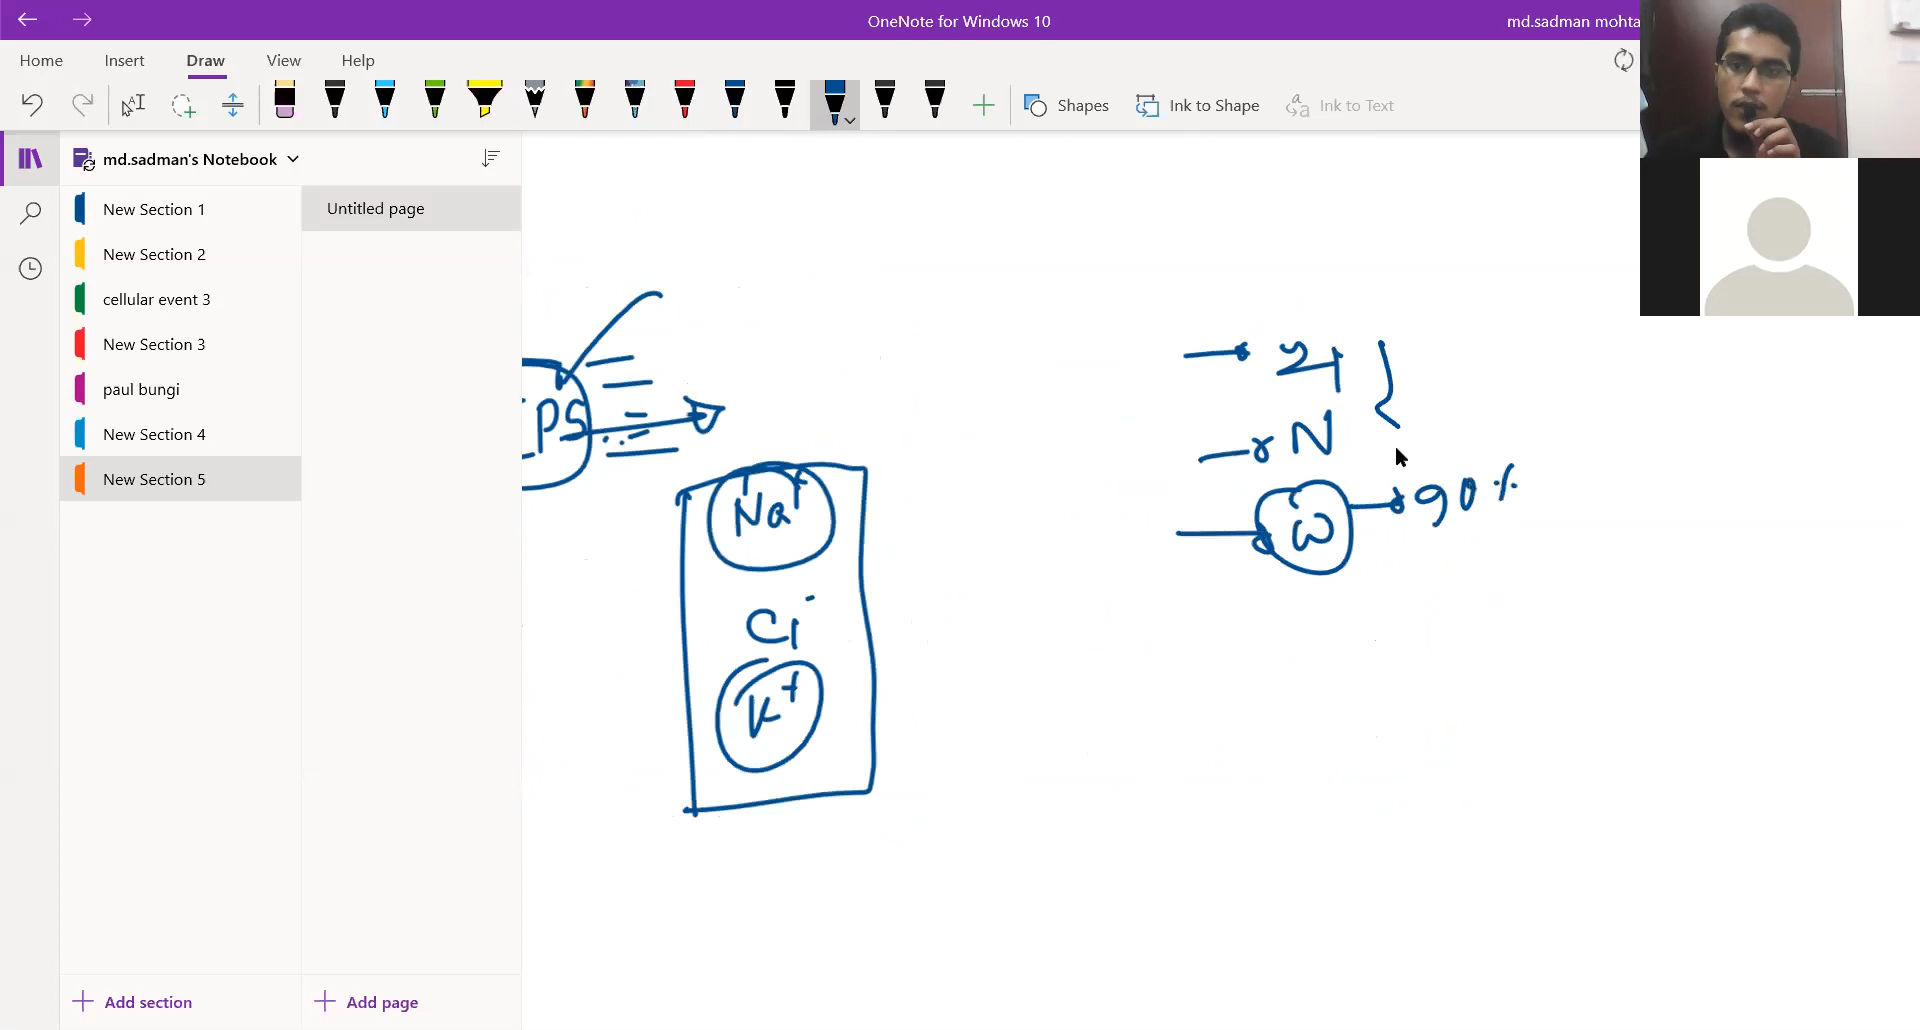 OneNote for Windows 10
md.sadman mohta
Home Insert Draw View Help
Shapes Ink to Shape Ink to Text
md.sadman's Notebook
New Section 1
New Section 2
cellular event 3
New Section 3
paul bungi
New Section 4
New Section 5
Untitled page
PS
Na+
Cl-
K+
N
W 90%
Add section
Add page